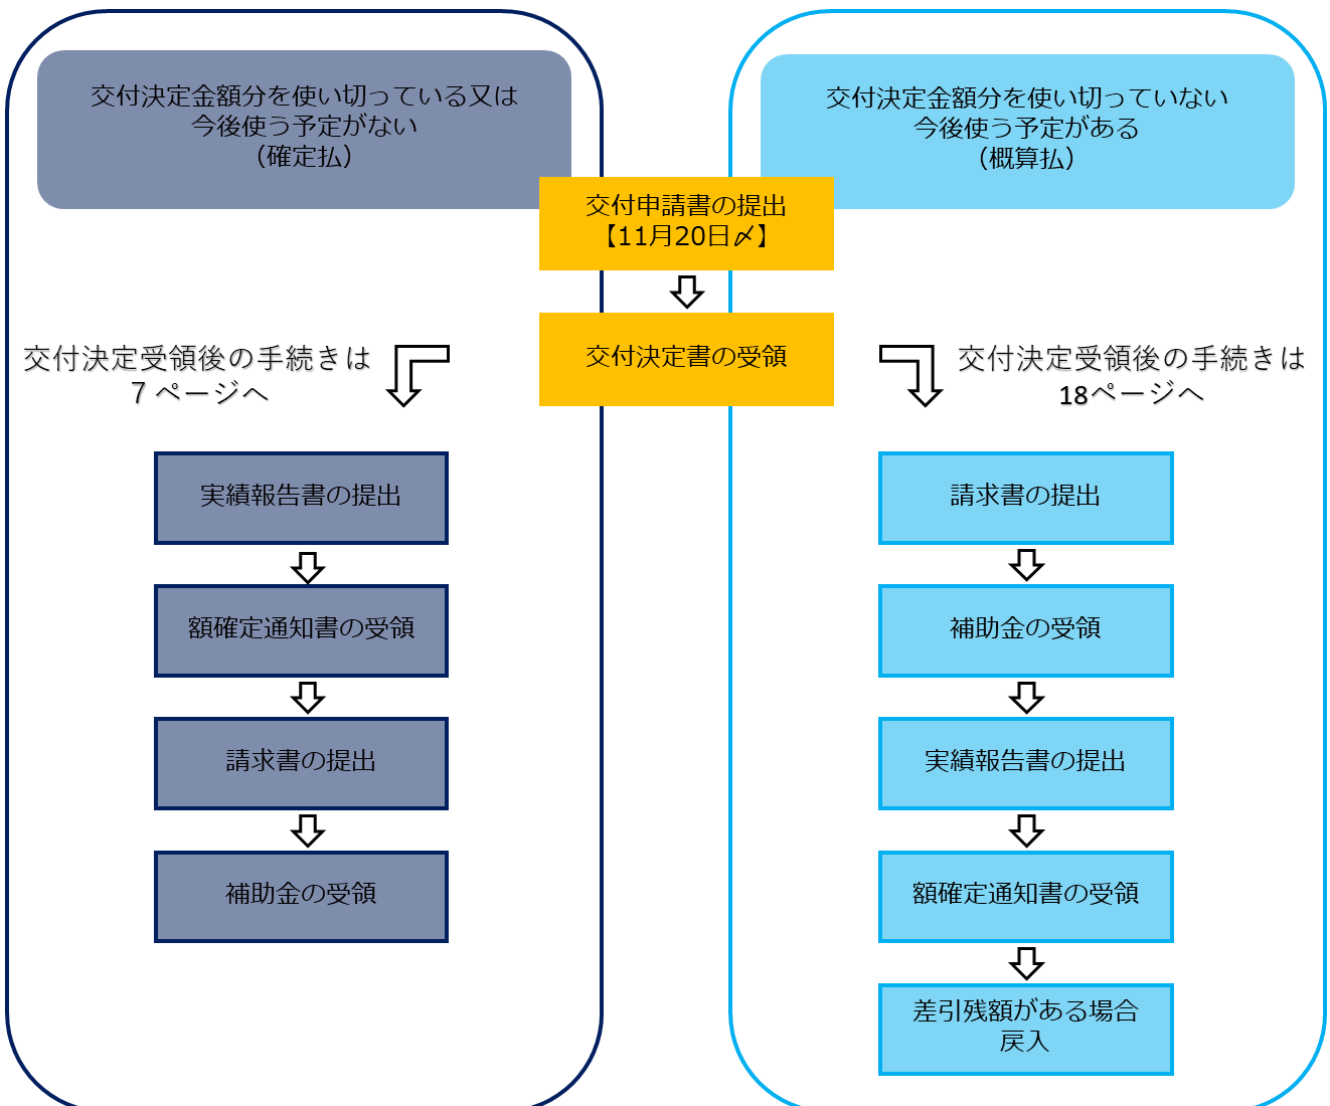 交付決定金額分を使い切っている又は
今後使う予定がない
（確定払）
交付決定金額分を使い切っていない
今後使う予定がある
（概算払）
交付申請書の提出
【11月20日〆】
交付決定書の受領
交付決定受領後の手続きは
７ページへ
交付決定受領後の手続きは
18ページへ
実績報告書の提出
額確定通知書の受領
請求書の提出
補助金の受領
請求書の提出
補助金の受領
実績報告書の提出
額確定通知書の受領
差引残額がある場合
戻入